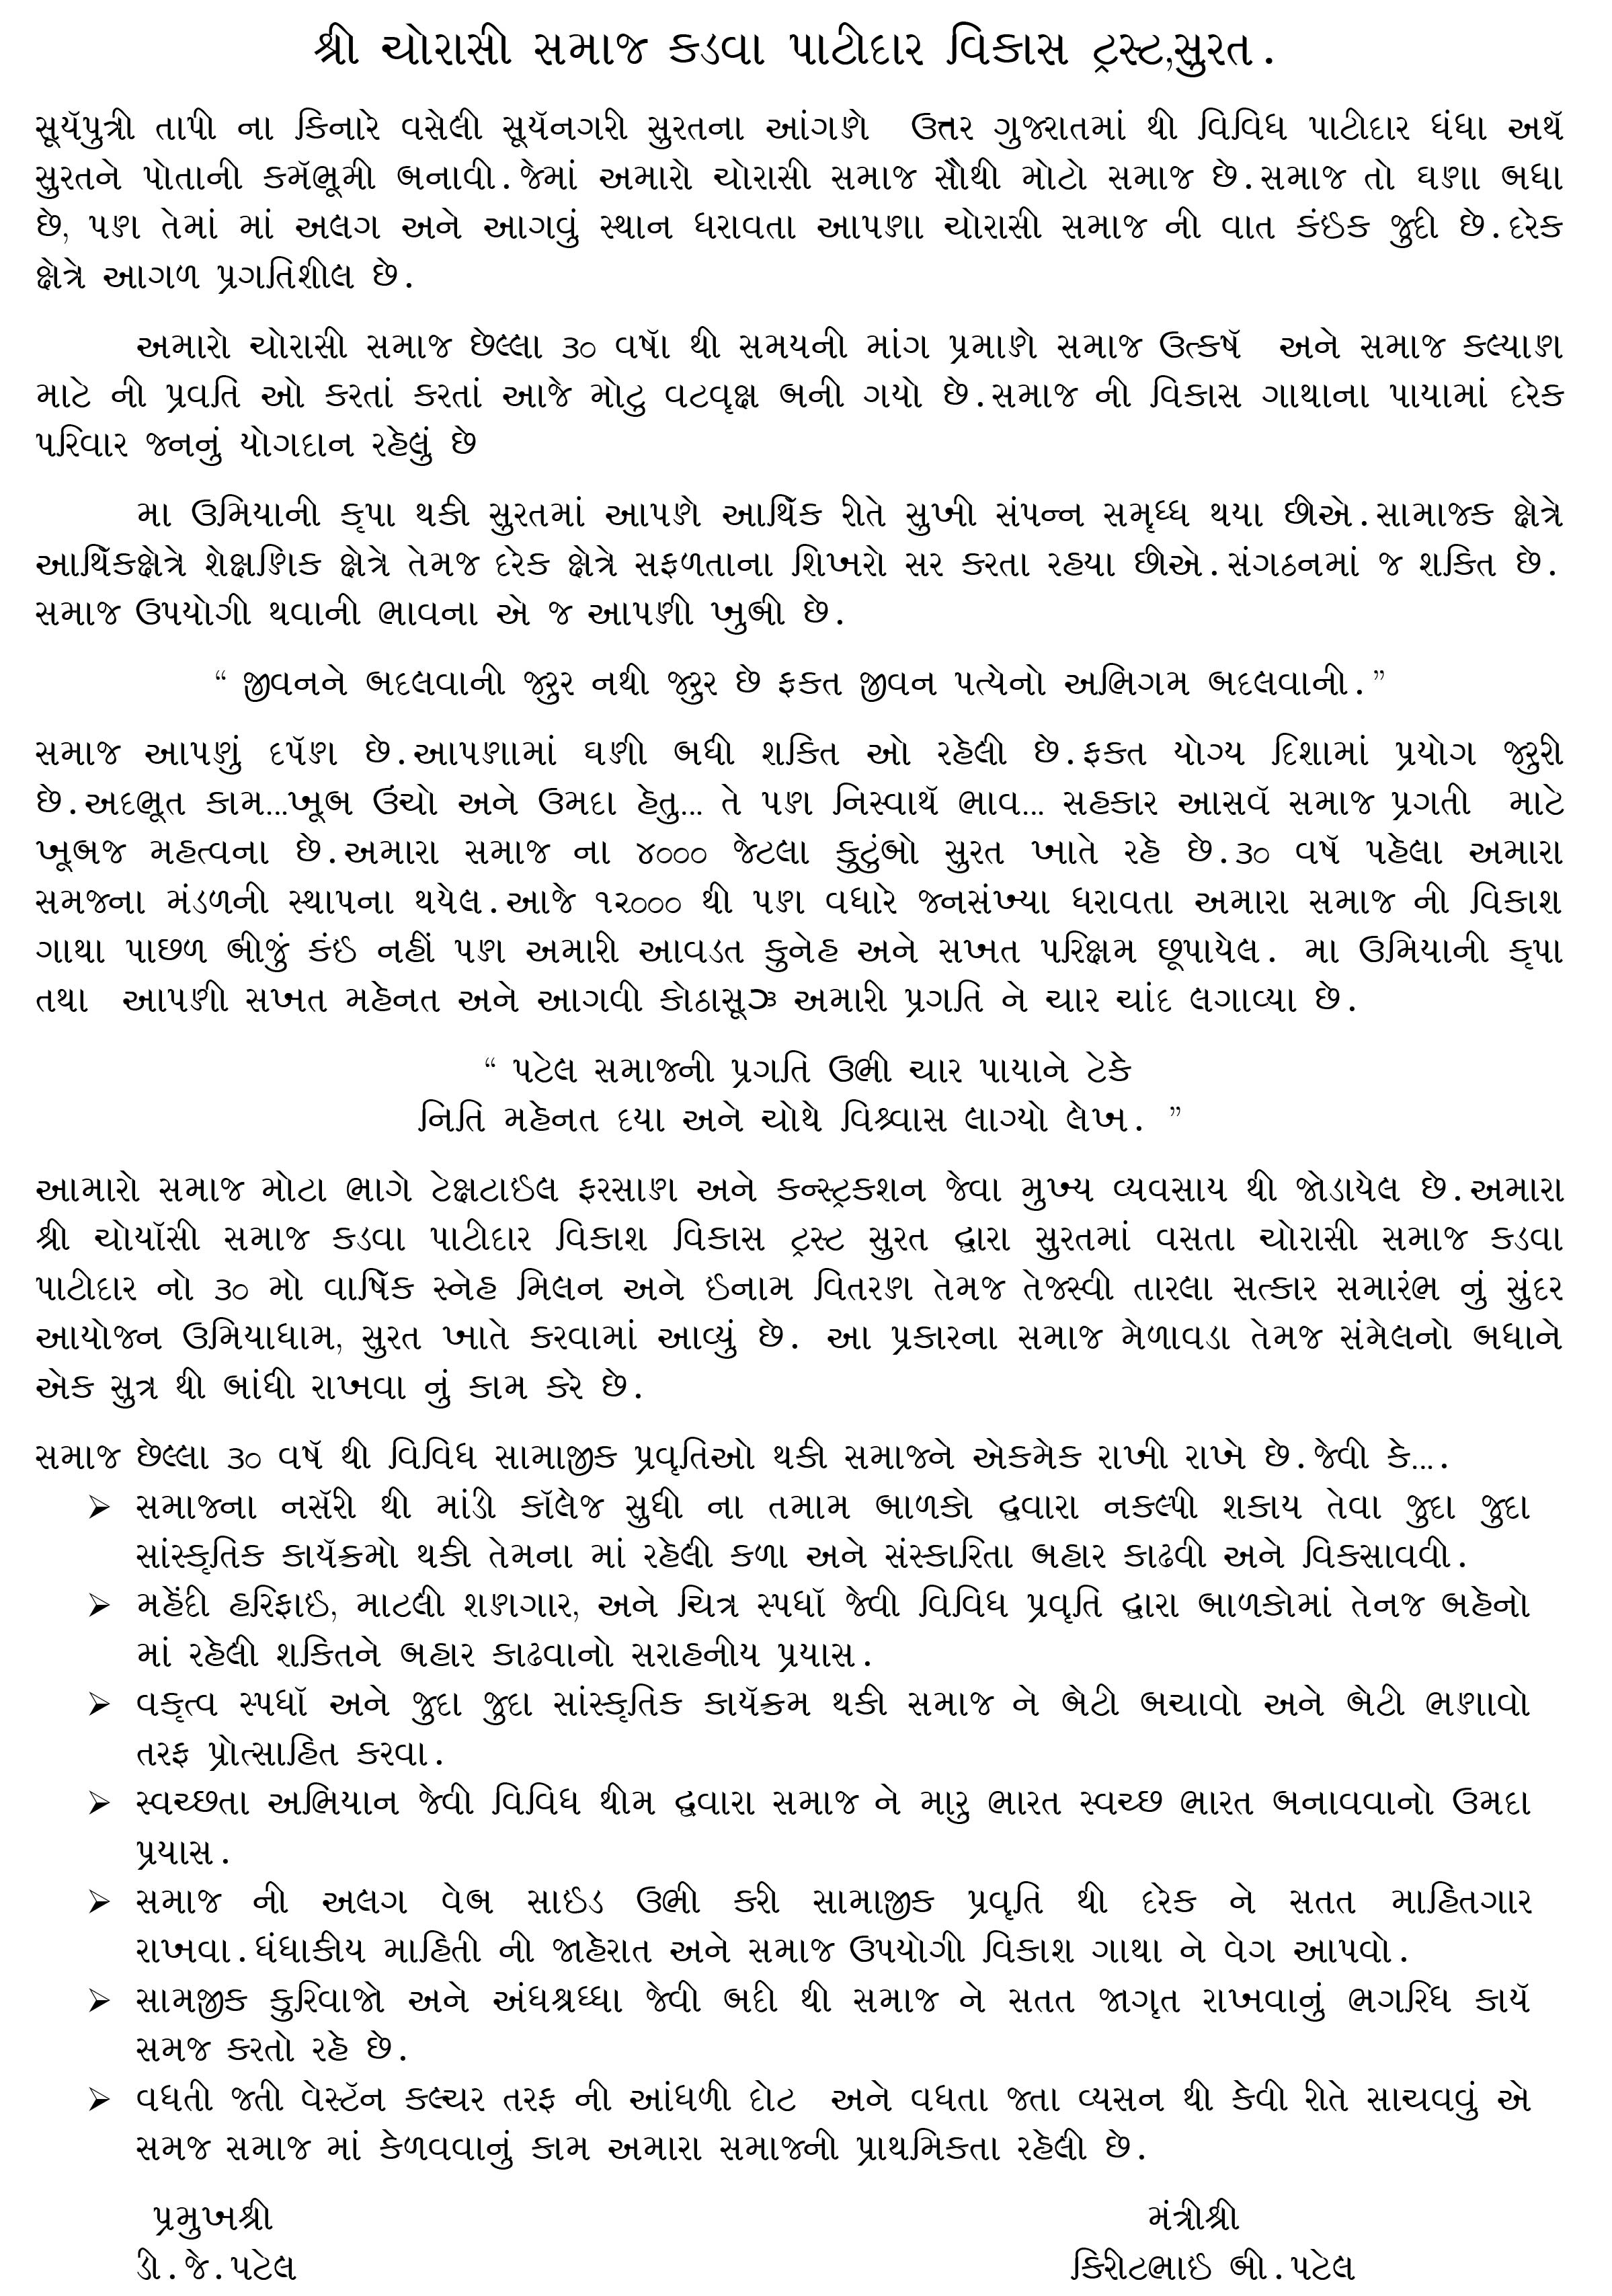 શ્રી ચોરાસી સમાજ કડવા પાટીદાર વિકાસ ટ્રસ્ટ,સુરત.
સૂર્યપુત્રી તાપી ના કિનારે વસેલી સૂર્યનગરી સુરતના આંગણે ઉત્તર ગુજરાતમાં થી વિવિધ પાટીદાર ધંધા અર્થે
સુરતને પોતાની કર્મભૂમી બનાવી.જેમાં અમારો ચોરાસી સમાજ સૌથી મોટો સમાજ છે.સમાજ તો ઘણા બધા
છે, પણ તેમાં માં અલગ અને આગવું સ્થાન ધરાવતા આપણા ચોરાસી સમાજ ની વાત કંઈક જુદી છે.દરેક
ક્ષેત્રે આગળ પ્રગતિશીલ છે.
અમારો ચોરાસી સમાજ છેલ્લા ૩૦ વર્ષો થી સમયની માંગ પ્રમાણે સમાજ ઉત્કર્ષ અને સમાજ કલ્યાણ
માટે ની પ્રવતિ ઓ કરતાં કરતાં આજે મોટુ વટવૃક્ષ બની ગયો છે.સમાજ ની વિકાસ ગાથાના પાયામાં દરેક
પરિવાર જનનું યોગદાન રહેલું છે
મા ઉમિયાની કૃપા થકી સુરતમાં આપણે આર્થિક રીતે સુખી સંપન્ન સમૃધ્ધ થયા છીએ.સામાજક ક્ષેત્રે
આર્થિકક્ષેત્રે શેક્ષણિક ક્ષેત્રે તેમજ દરેક ક્ષેત્રે સફળતાના શિખરો સર કરતા રહયા છીએ.સંગઠનમાં જ શકિત છે.
સમાજ ઉપયોગી થવાની ભાવના એ જ આપણી ખુબી છે.
“ જીવનને બદલવાની જરુર નથી જરુર છે ફકત જીવન પત્યેનો અભિગમ બદલવાની.”
સમાજ આપણું દર્પણ છે.આપણામાં ઘણી બધી શકિત ઓ રહેલી છે.ફકત યોગ્ય દિશામાં પ્રયોગ જરુરી
છે.અદભૂત કામ...ખૂબ ઉંચો અને ઉમદા હેતુ... તે પણ નિસ્વાર્થ ભાવ... સહકાર આસર્વ સમાજ પ્રગતી માટે
ખૂબજ મહત્વના છે.અમારા સમાજ ના ૪૦૦૦ જેટલા કુટુંબો સુરત ખાતે રહે છે.૩૦ વર્ષ પહેલા અમારા
સમજના મંડળની સ્થાપના થયેલ.આજે ૧૨૦૦૦ થી પણ વધારે જનસંખ્યા ધરાવતા અમારા સમાજ ની વિકાશ
ગાથા પાછળ બીજું કંઈ નહીં પણ અમારી આવડત કુનેહ અને સખત પરિક્ષમ છૂપાયેલ. મા ઉમિયાની કૃપા
તથા આપણી સખત મહેનત અને આગવી કોઠાસૂઝ અમારી પ્રગતિ ને ચાર ચાંદ લગાવ્યા છે.
“ પટેલ સમાજની પ્રગતિ ઉભી ચાર પાયાને ટેકે
નિતિ મહેનત દયા અને ચોથે વિશ્વાસ લાગ્યો લેખ. ”
આમારો સમાજ મોટા ભાગે ટેક્ષટાઈલ ફરસાણ અને કન્સ્ટ્રકશન જેવા મુખ્ય વ્યવસાય થી જોડાયેલ છે.અમારા
શ્રી ચોર્યાસી સમાજ કડવા પાટીદાર વિકાશ વિકાસ ટ્રસ્ટ સુરત દ્વારા સુરતમાં વસતા ચોરાસી સમાજ કડવા
પાટીદાર નો ૩૦ મો વાર્ષિક સ્નેહ મિલન અને ઈનામ વિતરણ તેમજ તેજસ્વી તારલા સત્કાર સમારંભ નું સુંદર
આયોજન ઉમિયાધામ, સુરત ખાતે કરવામાં આવ્યું છે. આ પ્રકારના સમાજ મેળાવડા તેમજ સંમેલનો બધાને
એક સુત્ર થી બાંધી રાખવા નું કામ કરે છે.
સમાજ છેલ્લા ૩૦ વર્ષ થી વિવિધ સામાજીક પ્રવૃતિઓ થકી સમાજને એકમેક રાખી રાખે છે.જેવી કે....
➢ સમાજના નર્સરી થી માંડી કૉલેજ સુધી ના તમામ બાળકો દ્વવારા નકલ્પી શકાય તેવા જુદા જુદા
સાંસ્કૃતિક કાર્યક્રમો થકી તેમના માં રહેલી કળા અને સંસ્કારિતા બહાર કાઢવી અને વિકસાવવી.
➢ મહેંદી હરિફાઈ, માટલી શણગાર, અને ચિત્ર સ્પર્ધા જેવી વિવિધ પ્રવૃતિ દ્વારા બાળકોમાં તેનજ બહેનો
માં રહેલી શકિતને બહાર કાઢવાનો સરાહનીય પ્રયાસ.
➢ વકૃત્વ સ્પર્ધા અને જુદા જુદા સાંસ્કૃતિક કાર્યક્રમ થકી સમાજ ને બેટી બચાવો અને બેટી ભણાવો
તરફ પ્રોત્સાહિત કરવા.
➢ સ્વચ્છતા અભિયાન જેવી વિવિધ થીમ દ્વવારા સમાજ ને મારુ ભારત સ્વચ્છ ભારત બનાવવાનો ઉમદા
પ્રયાસ.
➢ સમાજ ની અલગ વેબ સાઈડ ઉભી કરી સામાજીક પ્રવૃતિ થી દરેક ને સતત માહિતગાર
રાખવા.ધંધાકીય માહિતી ની જાહેરાત અને સમાજ ઉપયોગી વિકાશ ગાથા ને વેગ આપવો.
➢ સામજીક કુરિવાજો અને અંધશ્રધ્ધા જેવી બદી થી સમાજ ને સતત જાગૃત રાખવાનું ભગરિધ કાર્ય
સમજ કરતો રહે છે.
➢ વધતી જતી વેસ્ટર્ન કલ્ચર તરફ ની આંધળી દોટ અને વધતા જતા વ્યસન થી કેવી રીતે સાચવવું એ
સમજ સમાજ માં કેળવવાનું કામ અમારા સમાજની પ્રાથમિકતા રહેલી છે.
પ્રમુખશ્રી મંત્રીશ્રી
ડી.જે.પટેલ કિરીટભાઈ બી.પટેલ